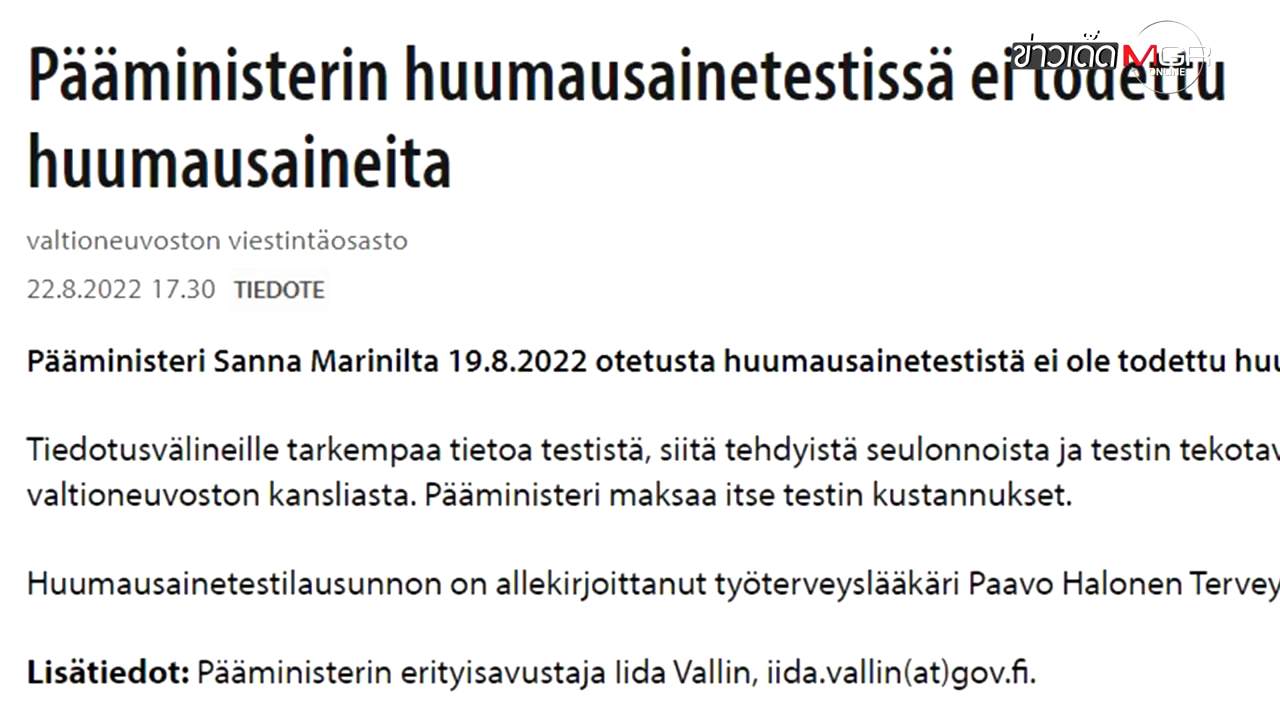 Pääministerin huumausainetestissä ei todettu
huumausaineita
ข่าวเด็ด MGR
ONLINE
valtioneuvoston viestintäosasto
22.8.2022 17.30 TIEDOTE
Pääministeri Sanna Marinilta 19.8.2022 otetusta huumausainetestistä ei ole todettu huu
Tiedotusvälineille tarkempaa tietoa testistä, siitä tehdyistä seulonnoista ja testin tekotav
valtioneuvoston kansliasta. Pääministeri maksaa itse testin kustannukset.
Huumausainetestilausunnon on allekirjoittanut työterveyslääkäri Paavo Halonen Tervey
Lisätiedot: Pääministerin erityisavustaja Iida Vallin, iida.vallin(at)gov.fi.